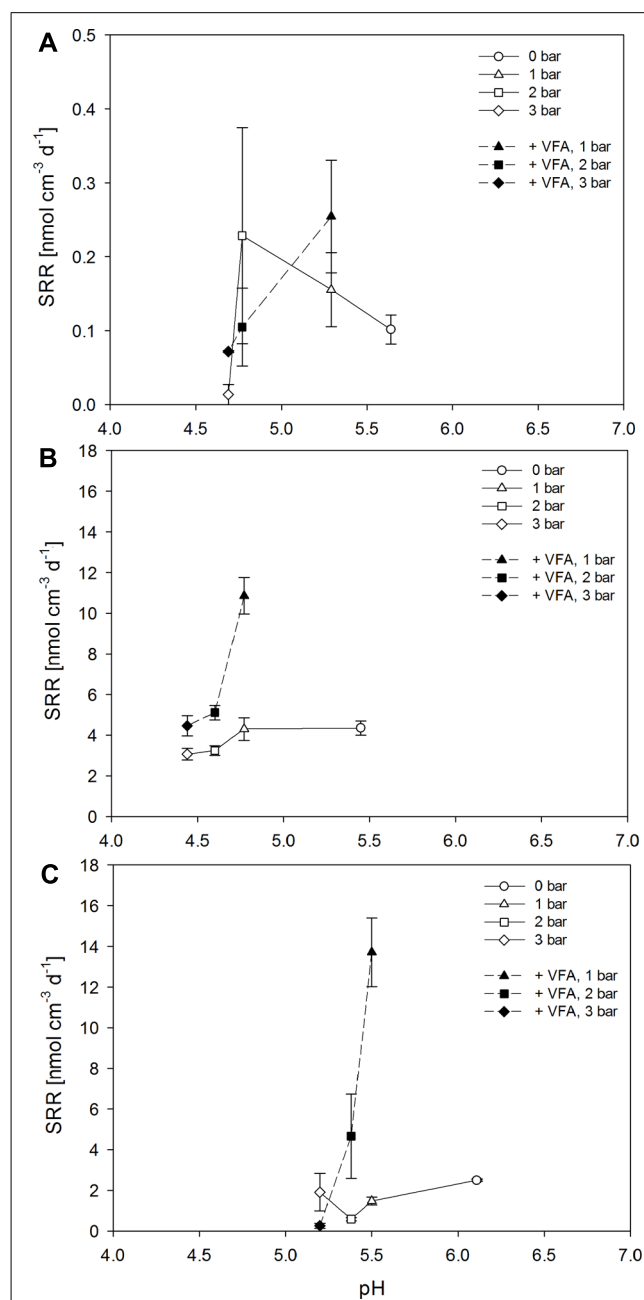 A
0.5
0.4
0.3
0.2
0.1
0.0
SRR [nmol cm⁻³ d⁻¹]
0 bar
1 bar
2 bar
3 bar
+ VFA, 1 bar
+ VFA, 2 bar
+ VFA, 3 bar
4.0 4.5 5.0 5.5 6.0 6.5 7.0
B
18
16
14
12
10
8
6
4
2
0
SRR [nmol cm⁻³ d⁻¹]
0 bar
1 bar
2 bar
3 bar
+ VFA, 1 bar
+ VFA, 2 bar
+ VFA, 3 bar
4.0 4.5 5.0 5.5 6.0 6.5 7.0
C
18
16
14
12
10
8
6
4
2
0
SRR [nmol cm⁻³ d⁻¹]
0 bar
1 bar
2 bar
3 bar
+ VFA, 1 bar
+ VFA, 2 bar
+ VFA, 3 bar
4.0 4.5 5.0 5.5 6.0 6.5 7.0
pH